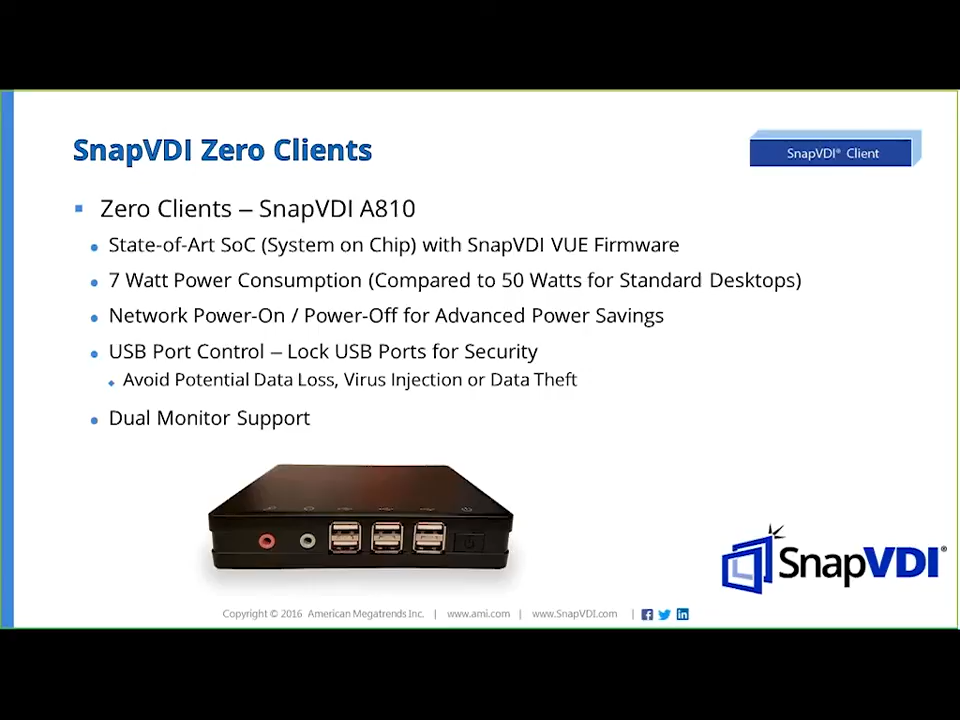 SnapVDI Zero Clients
SnapVDI® Client
Zero Clients – SnapVDI A810
State-of-Art SoC (System on Chip) with SnapVDI VUE Firmware
7 Watt Power Consumption (Compared to 50 Watts for Standard Desktops)
Network Power-On / Power-Off for Advanced Power Savings
USB Port Control – Lock USB Ports for Security
Avoid Potential Data Loss, Virus Injection or Data Theft
Dual Monitor Support
SnapVDI®
Copyright © 2016 American Megatrends Inc. | www.ami.com | www.SnapVDI.com |